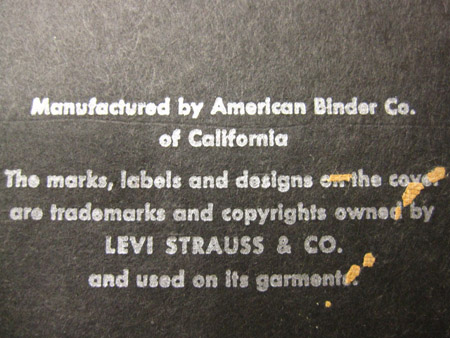 Manufactured by American Binder Co.
of California
The marks, labels and designs on the cover
are trademarks and copyrights owned by
LEVI STRAUSS & CO.
and used on its garments.